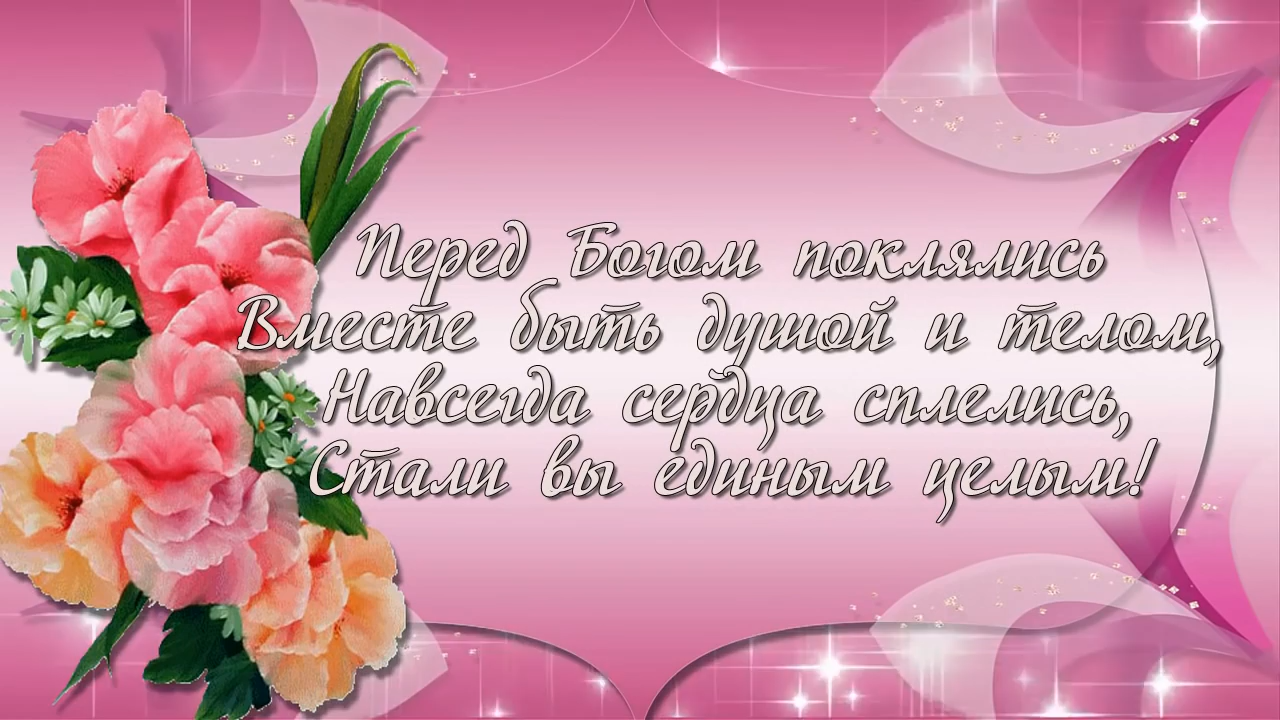 Перед Богом поклялись
Вместе быть душой и телом,
Навсегда сердца сплелись,
Стали вы единым целым!